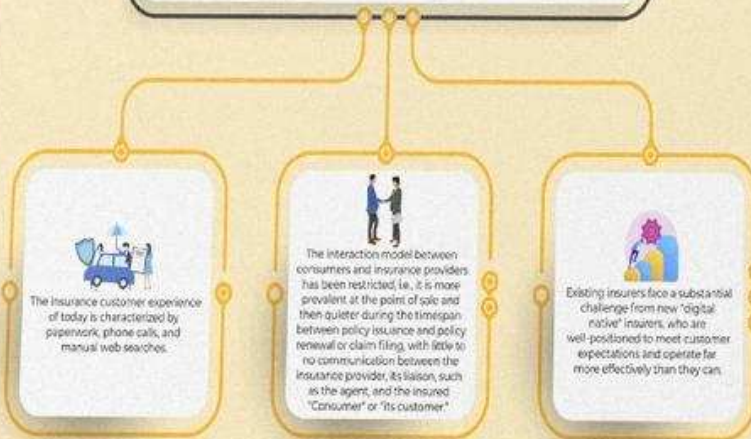 The insurance customer experience
of today is characterized by
paperwork, phone calls, and
manual web searches.
The interaction model between
consumers and insurance providers
has been restricted, i.e., it is more
prevalent at the point of sale and
then quieter during the timespan
between policy issuance and policy
renewal or claim filing, with little to
no communication between the
insurance provider, its liaison, such
as the agent, and the insured
"Consumer" or "its customer."
Existing insurers face a substantial
challenge from new "digital
native" insurers, who are
well-positioned to meet customer
expectations and operate far
more effectively than they can.